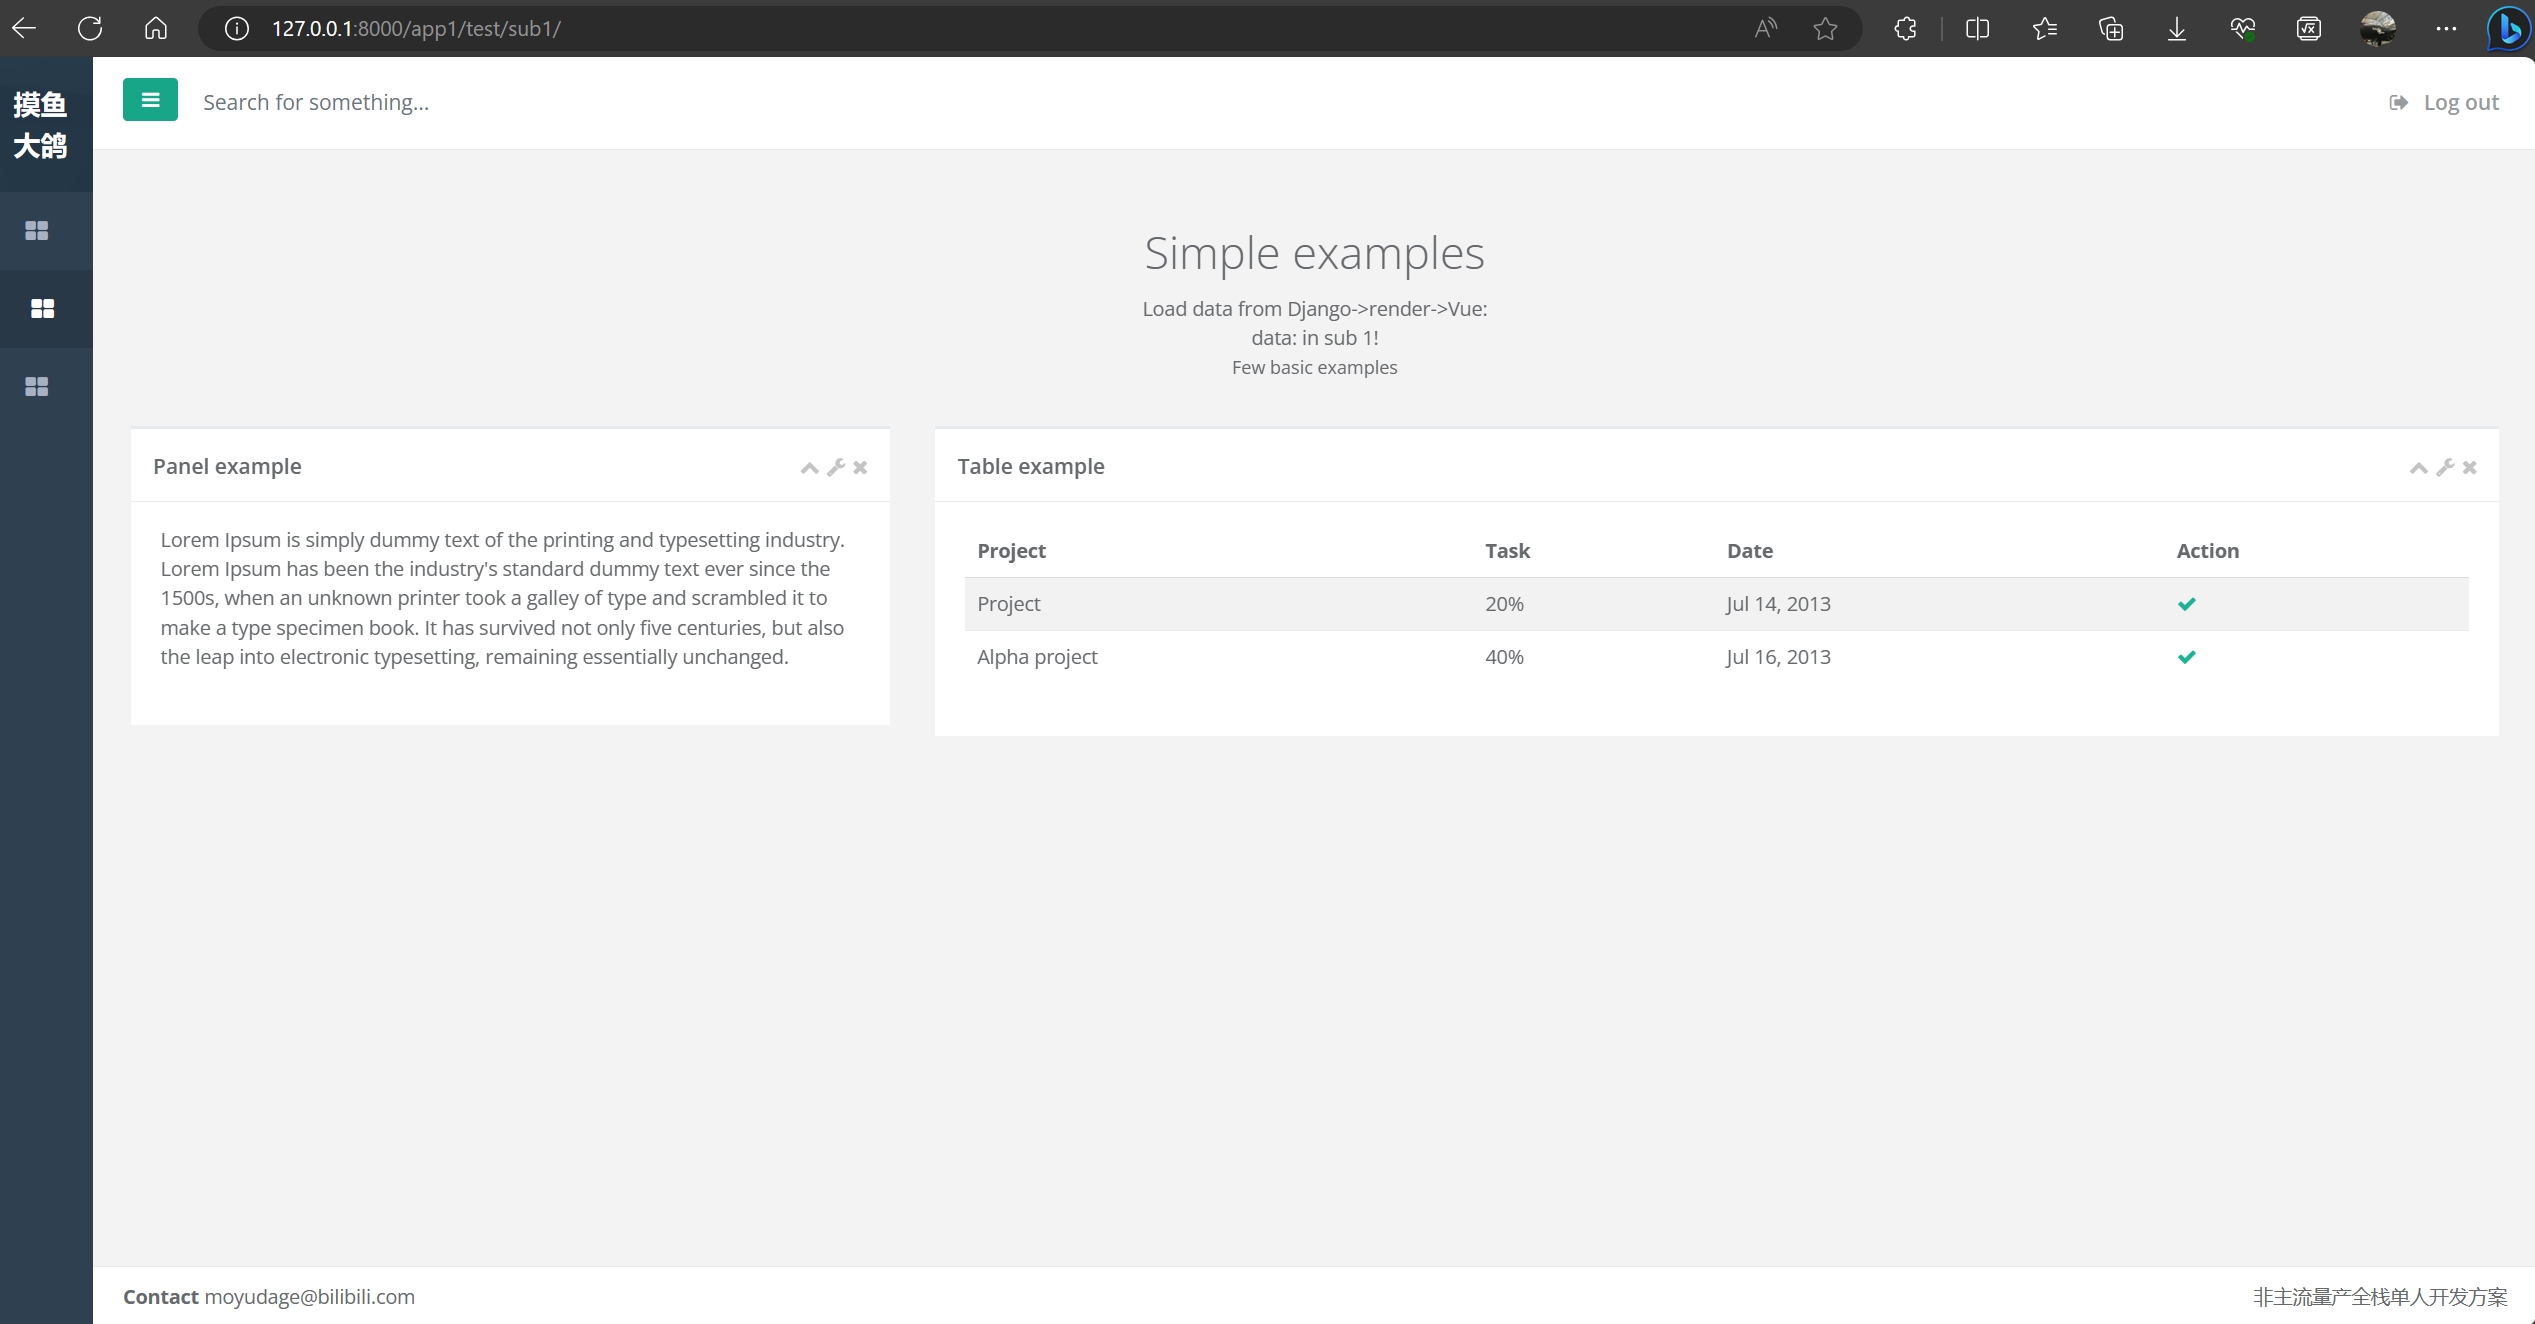 127.0.0.1:8000/app1/test/sub1/
摸鱼
大鸽
Search for something...
Log out
Simple examples
Load data from Django->render->Vue:
data: in sub 1!
Few basic examples
Panel example
Lorem Ipsum is simply dummy text of the printing and typesetting industry.
Lorem Ipsum has been the industry's standard dummy text ever since the
1500s, when an unknown printer took a galley of type and scrambled it to
make a type specimen book. It has survived not only five centuries, but also
the leap into electronic typesetting, remaining essentially unchanged.
Table example
Project Task Date Action
Project 20% Jul 14, 2013
Alpha project 40% Jul 16, 2013
Contact moyudage@bilibili.com
非主流量产全栈单人开发方案